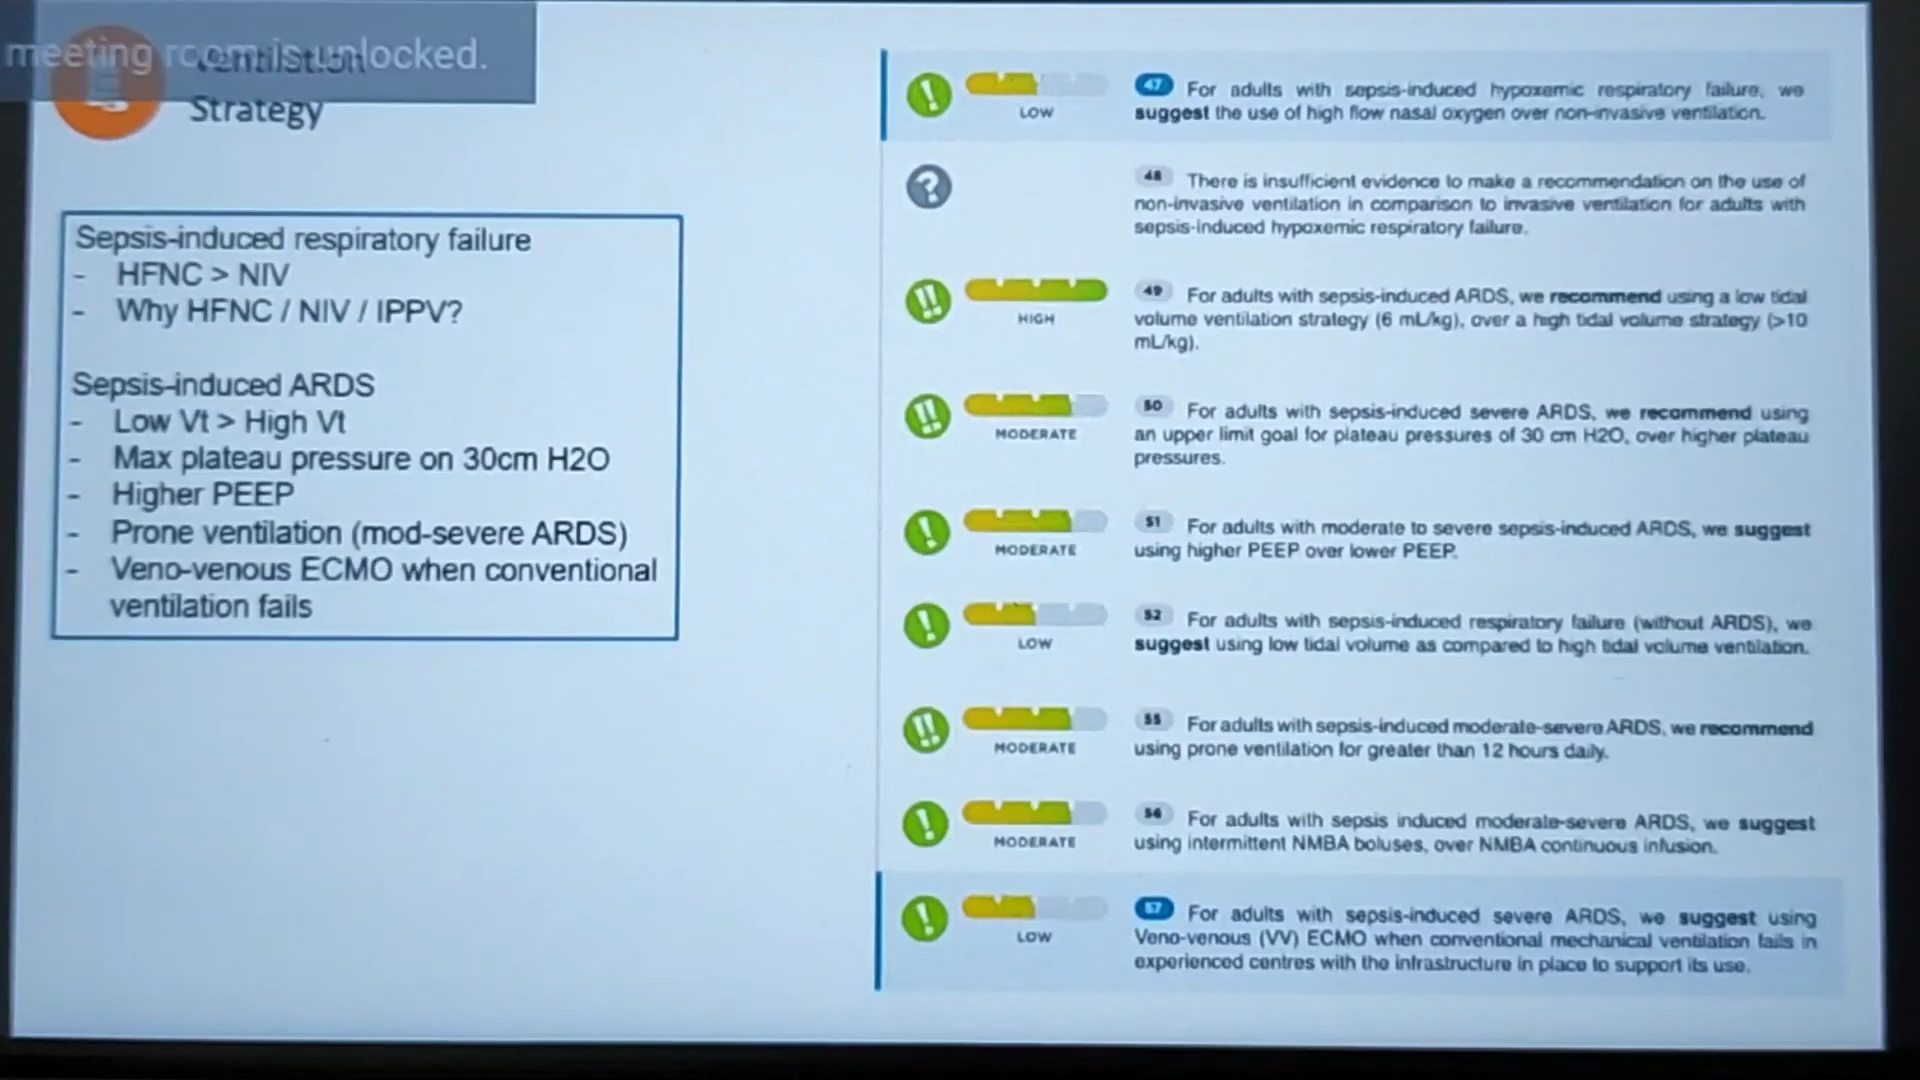 meeting room is unlocked.
Ventilation
Strategy
Sepsis-induced respiratory failure
- HFNC > NIV
- Why HFNC / NIV / IPPV?
Sepsis-induced ARDS
- Low Vt > High Vt
- Max plateau pressure on 30cm H2O
- Higher PEEP
- Prone ventilation (mod-severe ARDS)
- Veno-venous ECMO when conventional
ventilation fails
LOW
47 For adults with sepsis-induced hypoxemic respiratory failure, we
suggest the use of high flow nasal oxygen over non-invasive ventilation.
48 There is insufficient evidence to make a recommendation on the use of
non-invasive ventilation in comparison to invasive ventilation for adults with
sepsis-induced hypoxemic respiratory failure.
HIGH
49 For adults with sepsis-induced ARDS, we recommend using a low tidal
volume ventilation strategy (6 mL/kg), over a high tidal volume strategy (>10
mL/kg).
MODERATE
50 For adults with sepsis-induced severe ARDS, we recommend using
an upper limit goal for plateau pressures of 30 cm H2O, over higher plateau
pressures.
MODERATE
51 For adults with moderate to severe sepsis-induced ARDS, we suggest
using higher PEEP over lower PEEP.
LOW
52 For adults with sepsis-induced respiratory failure (without ARDS), we
suggest using low tidal volume as compared to high tidal volume ventilation.
MODERATE
55 For adults with sepsis-induced moderate-severe ARDS, we recommend
using prone ventilation for greater than 12 hours daily.
MODERATE
56 For adults with sepsis induced moderate-severe ARDS, we suggest
using intermittent NMBA boluses, over NMBA continuous infusion.
LOW
57 For adults with sepsis-induced severe ARDS, we suggest using
Veno-venous (VV) ECMO when conventional mechanical ventilation fails in
experienced centres with the infrastructure in place to support its use.